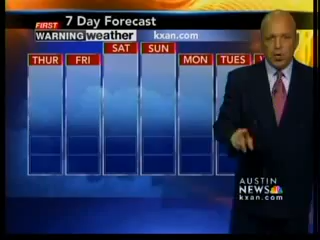 FIRST 7 Day Forecast
WARNING weather kxan.com
SAT SUN
THUR FRI MON TUES
AUSTIN
NEWS
kxan.com